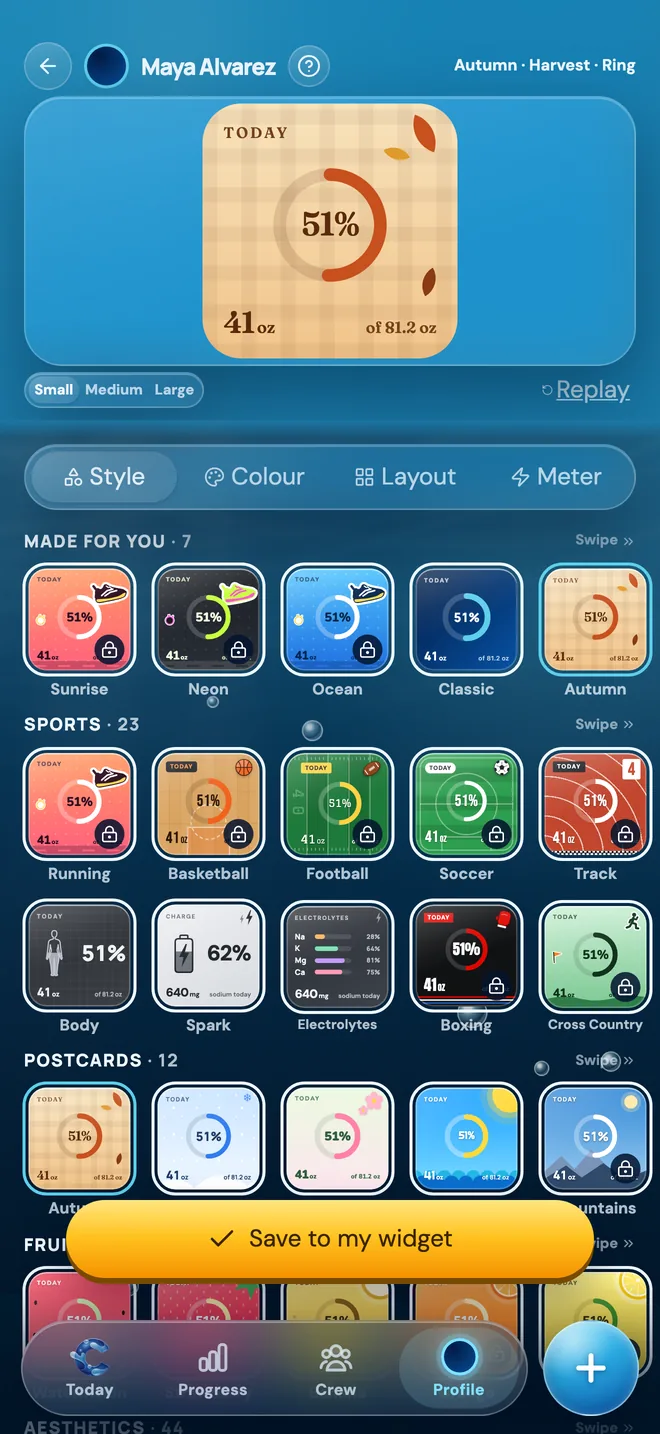 Maya Alvarez
Autumn · Harvest · Ring
TODAY
51%
41 oz
of 81.2 oz
Small Medium Large
Replay
Style Colour Layout Meter
MADE FOR YOU · 7
Swipe »
TODAY TODAY TODAY TODAY TODAY
51% 51% 51% 51% 51%
41oz 41oz 41oz 41oz of 81.2 oz 41oz of 81.2 oz
Sunrise Neon Ocean Classic Autumn
SPORTS · 23
Swipe »
TODAY TODAY TODAY TODAY TODAY 4
51% 51% 40 51% 51% 51%
41oz 41oz 41oz 41oz 41oz
Running Basketball Football Soccer Track
TODAY CHARGE ELECTROLYTES TODAY TODAY
Na 28%
K 64%
Mg 81%
Ca 75%
51% 62% 51% 51%
41oz of 81.2 oz 640mg sodium today 640mg sodium today 41oz 41oz
Body Spark Electrolytes Boxing Cross Country
POSTCARDS · 12
Swipe »
TODAY TODAY TODAY TODAY TODAY
51% 51% 51% 51% 51%
41oz of 81.2 oz 41oz of 81.2 oz 41oz of 81.2 oz 41oz of 81.2 oz 41oz
Save to my widget
TODAY TODAY
Today Progress Crew Profile
AESTHETICS · 44
Swipe »